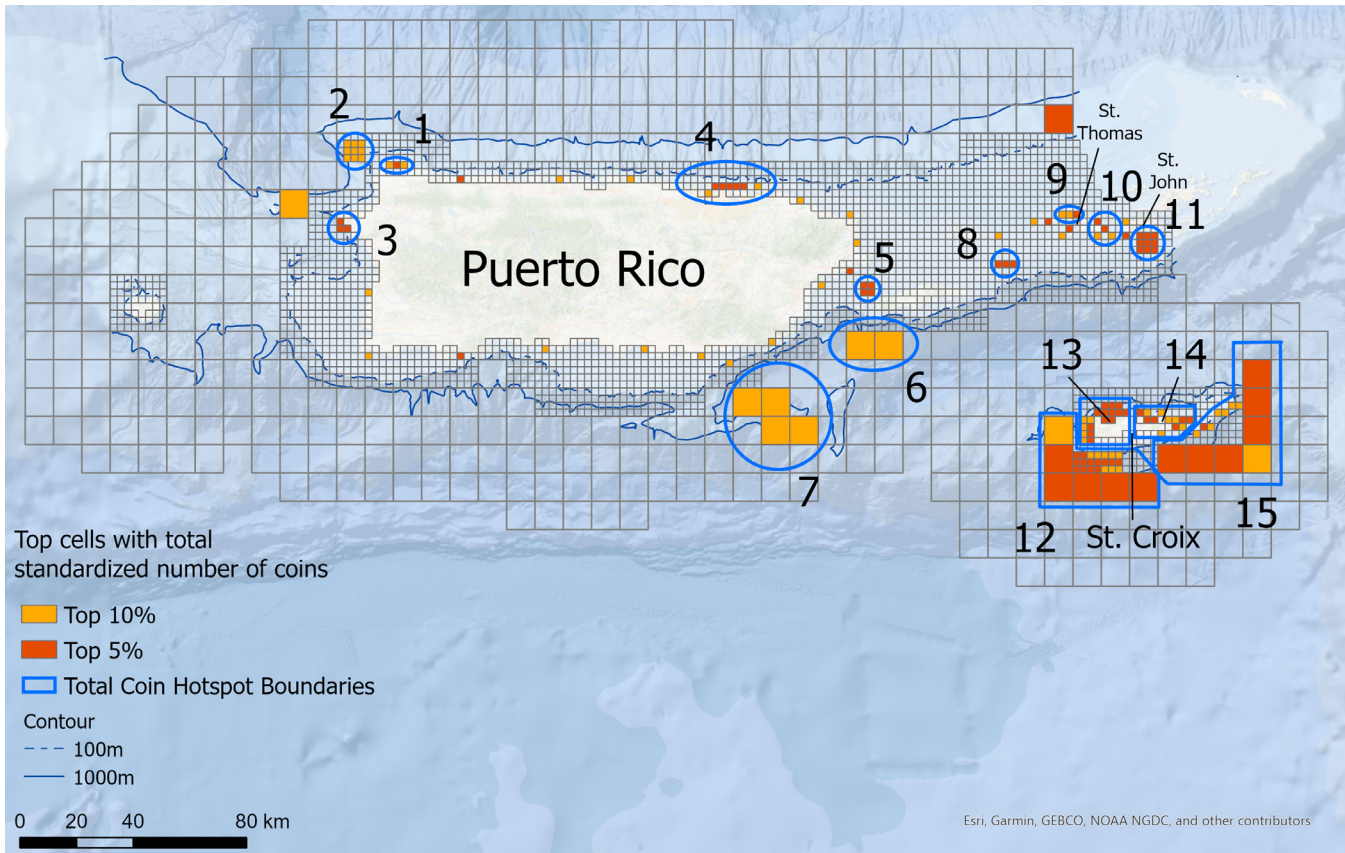 2
1
4
St.
Thomas
St.
John
9
10
11
3
Puerto Rico
5
8
6
13
14
7
12
St. Croix
15
Top cells with total
standardized number of coins
Top 10%
Top 5%
Total Coin Hotspot Boundaries
Contour
100m
1000m
0 20 40 80 km
Esri, Garmin, GEBCO, NOAA NGDC, and other contributors